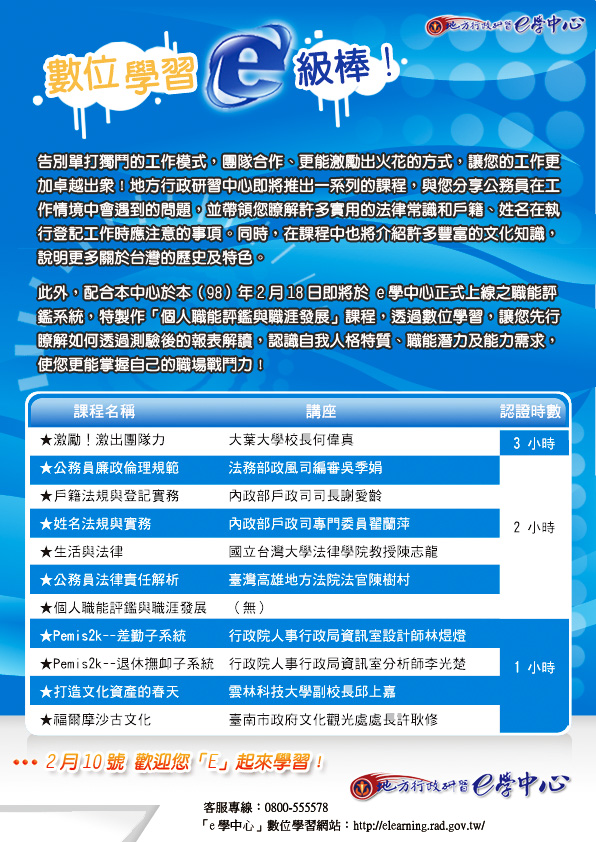 地方行政研習e學中心
數位學習e級棒！
告別單打獨鬥的工作模式，團隊合作、更能激勵出火花的方式，讓您的工作更
加卓越出眾！地方行政研習中心即將推出一系列的課程，與您分享公務員在工
作情境中會遇到的問題，並帶領您瞭解許多實用的法律常識和戶籍、姓名在執
行登記工作時應注意的事項。同時，在課程中也將介紹許多豐富的文化知識，
說明更多關於台灣的歷史及特色。
此外，配合本中心於本（98）年2月18日即將於 e學中心正式上線之職能評
鑑系統，特製作「個人職能評鑑與職涯發展」課程，透過數位學習，讓您先行
瞭解如何透過測驗後的報表解讀，認識自我人格特質、職能潛力及能力需求，
使您更能掌握自己的職場戰鬥力！
課程名稱 講座 認證時數
★激勵！激出團隊力 大葉大學校長何偉真 3 小時
★公務員廉政倫理規範 法務部政風司編審吳季娟
★戶籍法規與登記實務 內政部戶政司司長謝愛齡
★姓名法規與實務 內政部戶政司專門委員翟蘭萍 2 小時
★生活與法律 國立台灣大學法律學院教授陳志龍
★公務員法律責任解析 臺灣高雄地方法院法官陳樹村
★個人職能評鑑與職涯發展 （無）
★Pemis2k--差勤子系統 行政院人事行政局資訊室設計師林焜燈
★Pemis2k--退休撫卹子系統 行政院人事行政局資訊室分析師李光楚 1 小時
★打造文化資產的春天 雲林科技大學副校長邱上嘉
★福爾摩沙古文化 臺南市政府文化觀光處處長許耿修
••• 2月10號 歡迎您「E」起來學習！
地方行政研習e學中心
客服專線：0800-555578
「e 學中心」數位學習網站：http://elearning.rad.gov.tw/